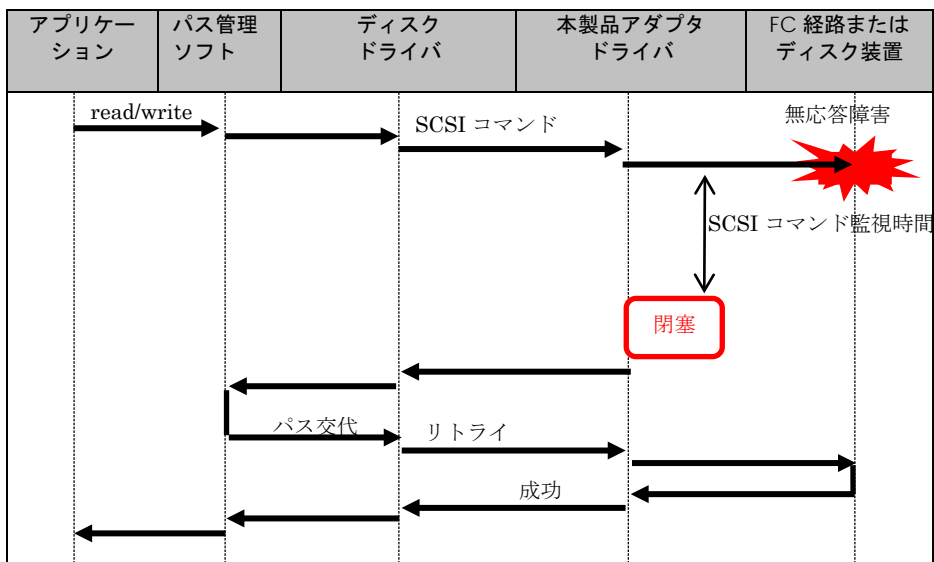 アプリケー
ション
パス管理
ソフト
ディスク
ドライバ
本製品アダプタ
ドライバ
FC 経路または
ディスク装置
read/write
SCSI コマンド
無応答障害
SCSI コマンド監視時間
閉塞
パス交代
リトライ
成功